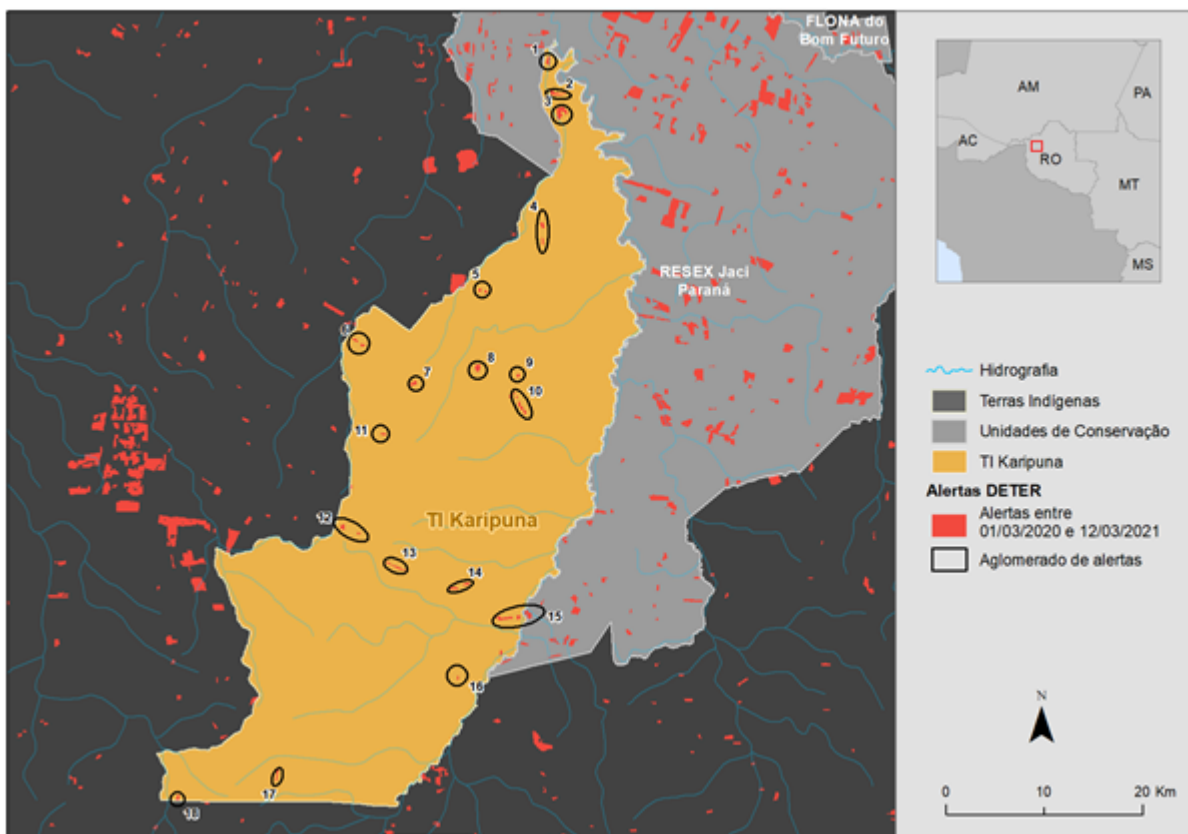 FLONA do
Bom Futuro
1
2
3
4
RESEX Jaci
Paraná
5
6
7
8
9
10
11
TI Karipuna
12
13
14
15
16
17
18
AM
PA
AC
RO
MT
MS
Hidrografia
Terras Indígenas
Unidades de Conservação
TI Karipuna
Alertas DETER
Alertas entre
01/03/2020 e 12/03/2021
Aglomerado de alertas
N
0 10 20 Km